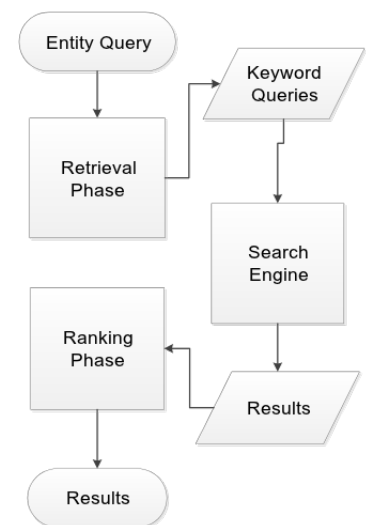 Entity Query
Keyword
Queries
Retrieval
Phase
Search
Engine
Ranking
Phase
Results
Results